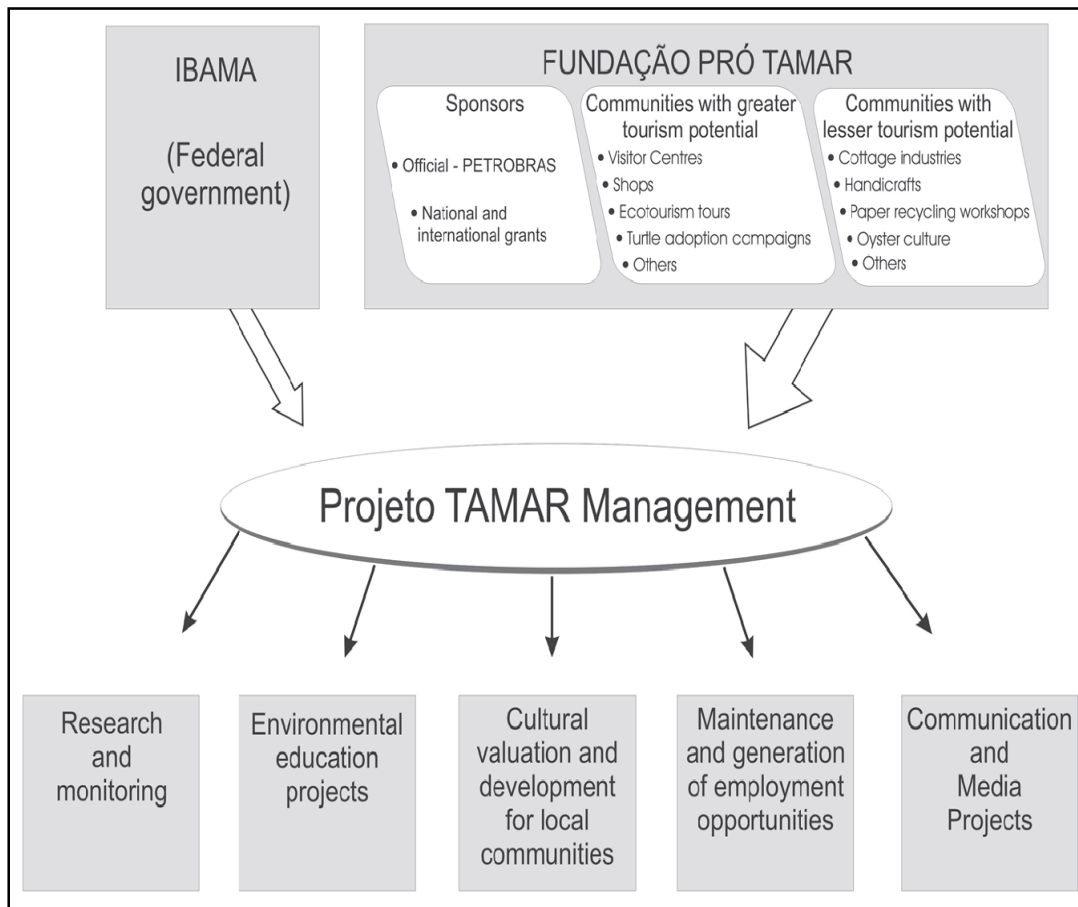 IBAMA
(Federal
government)
FUNDAÇÃO PRÓ TAMAR
Sponsors
• Official - PETROBRAS
• National and
international grants
Communities with greater
tourism potential
• Visitor Centres
• Shops
• Ecotourism tours
• Turtle adoption campaigns
• Others
Communities with
lesser tourism potential
• Cottage industries
• Handicrafts
• Paper recycling workshops
• Oyster culture
• Others
Projeto TAMAR Management
Research
and
monitoring
Environmental
education
projects
Cultural
valuation and
development
for local
communities
Maintenance
and generation
of employment
opportunities
Communication
and
Media
Projects